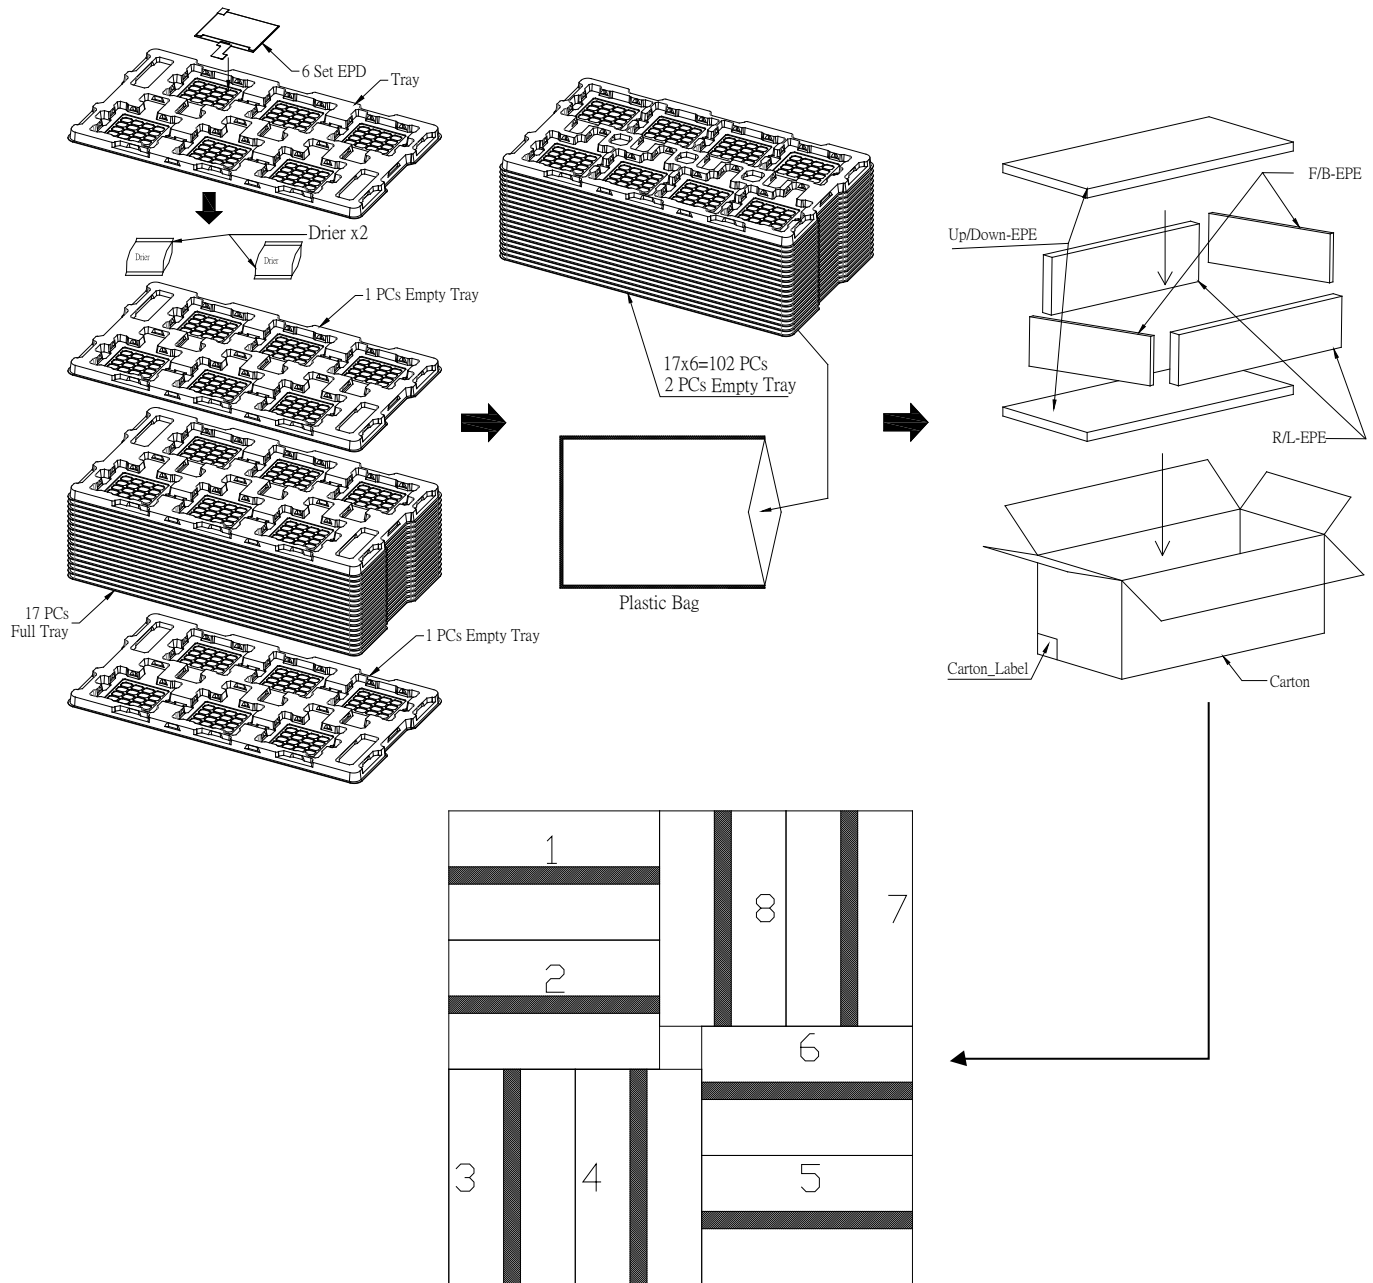 6 Set EPD
Tray
Drier x2
Drier
Drier
1 PCs Empty Tray
17 PCs
Full Tray
1 PCs Empty Tray
17x6=102 PCs
2 PCs Empty Tray
Plastic Bag
F/B-EPE
Up/Down-EPE
R/L-EPE
Carton_Label
Carton
1
2
8
7
6
3
4
5